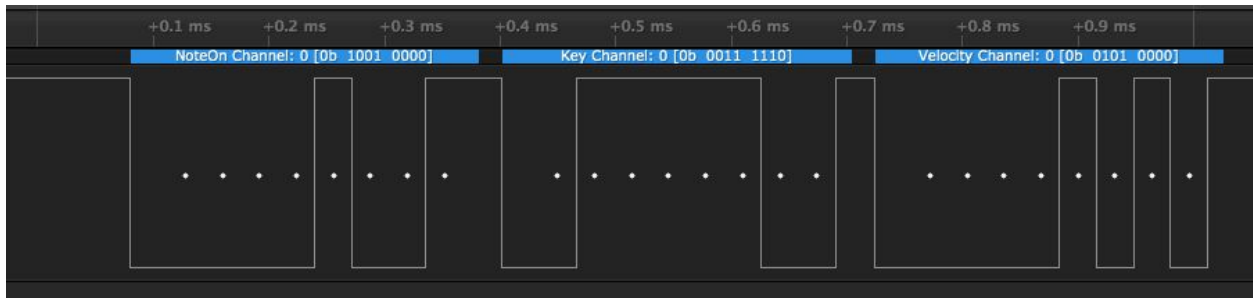 +0.1 ms +0.2 ms +0.3 ms +0.4 ms +0.5 ms +0.6 ms +0.7 ms +0.8 ms +0.9 ms
NoteOn Channel: 0 [0b 1001 0000] Key Channel: 0 [0b 0011 1110] Velocity Channel: 0 [0b 0101 0000]